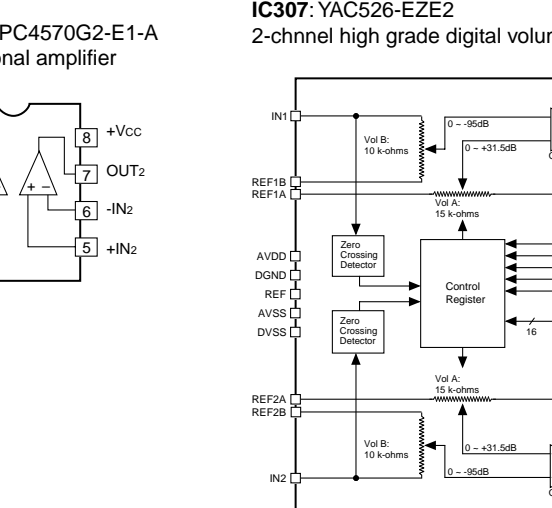 PC4570G2-E1-A
onal amplifier
8 +VCC
7 OUT2
6 -IN2
5 +IN2
+ -
IC307: YAC526-EZE2
2-chnnel high grade digital volur
IN1
Vol B:
10 k-ohms
0 ~ -95dB
0 ~ +31.5dB
REF1B
REF1A
Vol A:
15 k-ohms
Zero
Crossing
Detector
AVDD
DGND
REF
AVSS
DVSS
Control
Register
16
Zero
Crossing
Detector
Vol A:
15 k-ohms
REF2A
REF2B
Vol B:
10 k-ohms
0 ~ +31.5dB
0 ~ -95dB
IN2